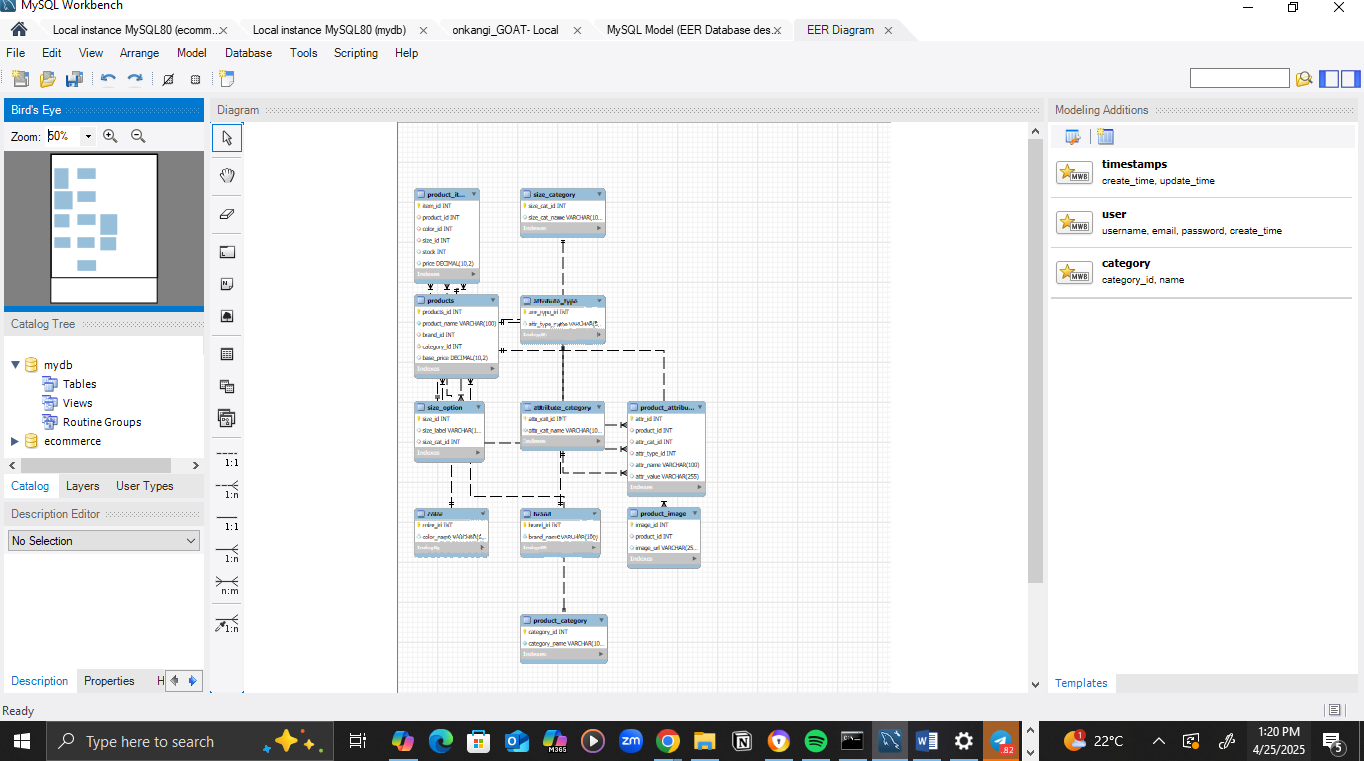 MySQL Workbench
Local instance MySQL80 (ecomm...
Local instance MySQL80 (mydb)
onkangi_GOAT- Local
MySQL Model (EER Database des...
EER Diagram
File Edit View Arrange Model Database Tools Scripting Help
Bird's Eye
Zoom: 50%
Diagram
Modeling Additions
timestamps
create_time, update_time
user
username, email, password, create_time
category
category_id, name
Templates
Catalog Tree
mydb
Tables
Views
Routine Groups
ecommerce
Catalog Layers User Types
Description Editor
No Selection
Description Properties H
Ready
1:1
1:n
1:1
1:n
n:m
1:n
product_it...
item_id INT
product_id INT
color_id INT
size_id INT
stock INT
price DECIMAL(10,2)
Indexes
size_category
size_cat_id INT
size_cat_name VARCHAR(10...
Indexes
products
products_id INT
product_name VARCHAR(100)
brand_id INT
category_id INT
base_price DECIMAL(10,2)
Indexes
attribute_type
attr_type_id INT
Indexes
size_option
size_id INT
size_label VARCHAR(1...
size_cat_id INT
Indexes
attribute_category
attr_cat_id INT
attr_cat_name VARCHAR(10...
Indexes
product_attribu...
attr_id INT
product_id INT
attr_cat_id INT
attr_type_id INT
attr_name VARCHAR(100)
attr_value VARCHAR(255)
Indexes
color
color_id INT
Indexes
brand
brand_id INT
brand_name VARCHAR(100)
Indexes
product_image
image_id INT
product_id INT
image_url VARCHAR(25...
Indexes
product_category
category_id INT
category_name VARCHAR(10...
Indexes
Type here to search
M365
zm
W
.82
1
22°C
1:20 PM
4/25/2025
5